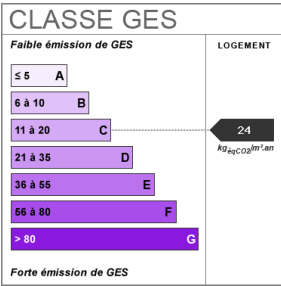 CLASSE GES
Faible émission de GES LOGEMENT
≤ 5 A
6 à 10 B
11 à 20 C 24
21 à 35 D kgéqCO2/m².an
36 à 55 E
56 à 80 F
> 80 G
Forte émission de GES